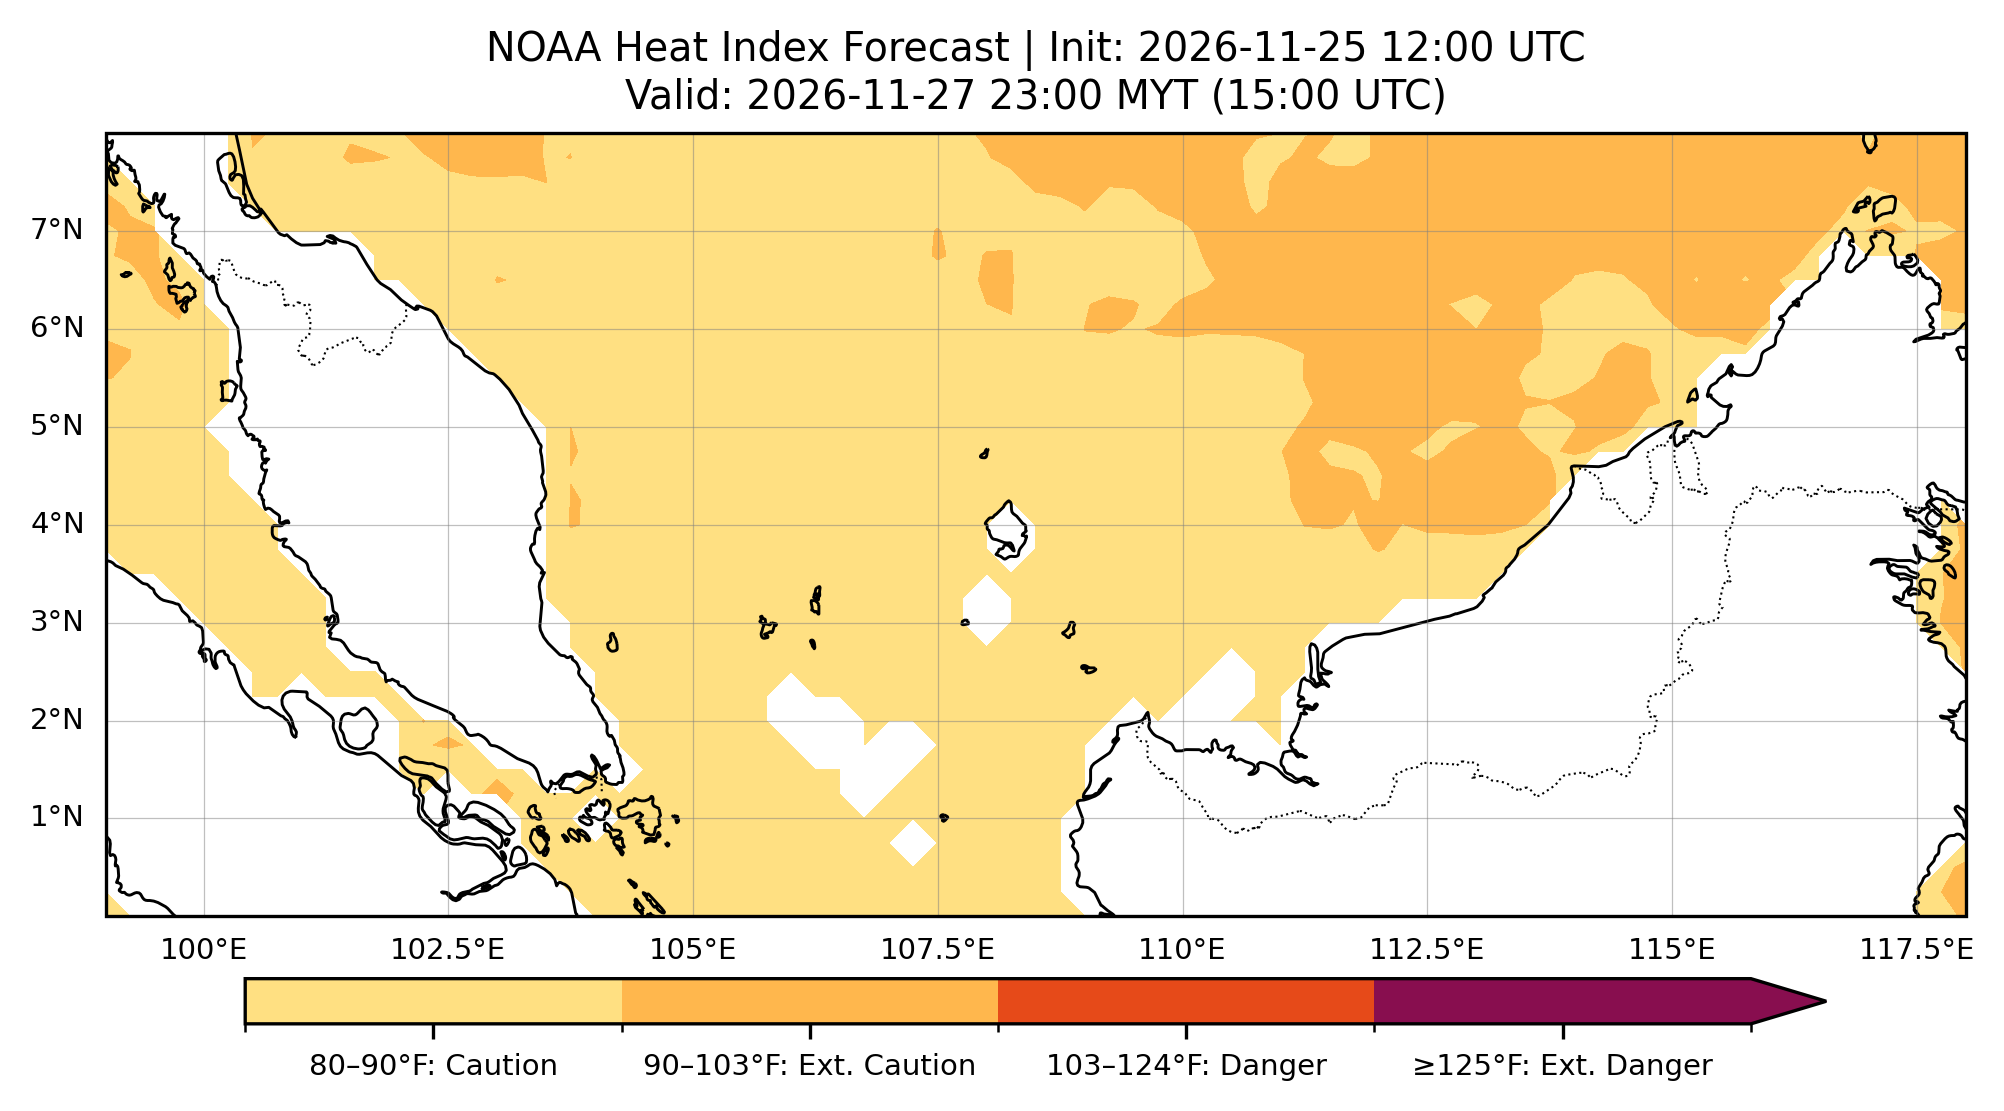 NOAA Heat Index Forecast | Init: 2026-11-25 12:00 UTC
Valid: 2026-11-27 23:00 MYT (15:00 UTC)
7°N
6°N
5°N
4°N
3°N
2°N
1°N
100°E 102.5°E 105°E 107.5°E 110°E 112.5°E 115°E 117.5°E
80–90°F: Caution 90–103°F: Ext. Caution 103–124°F: Danger ≥125°F: Ext. Danger